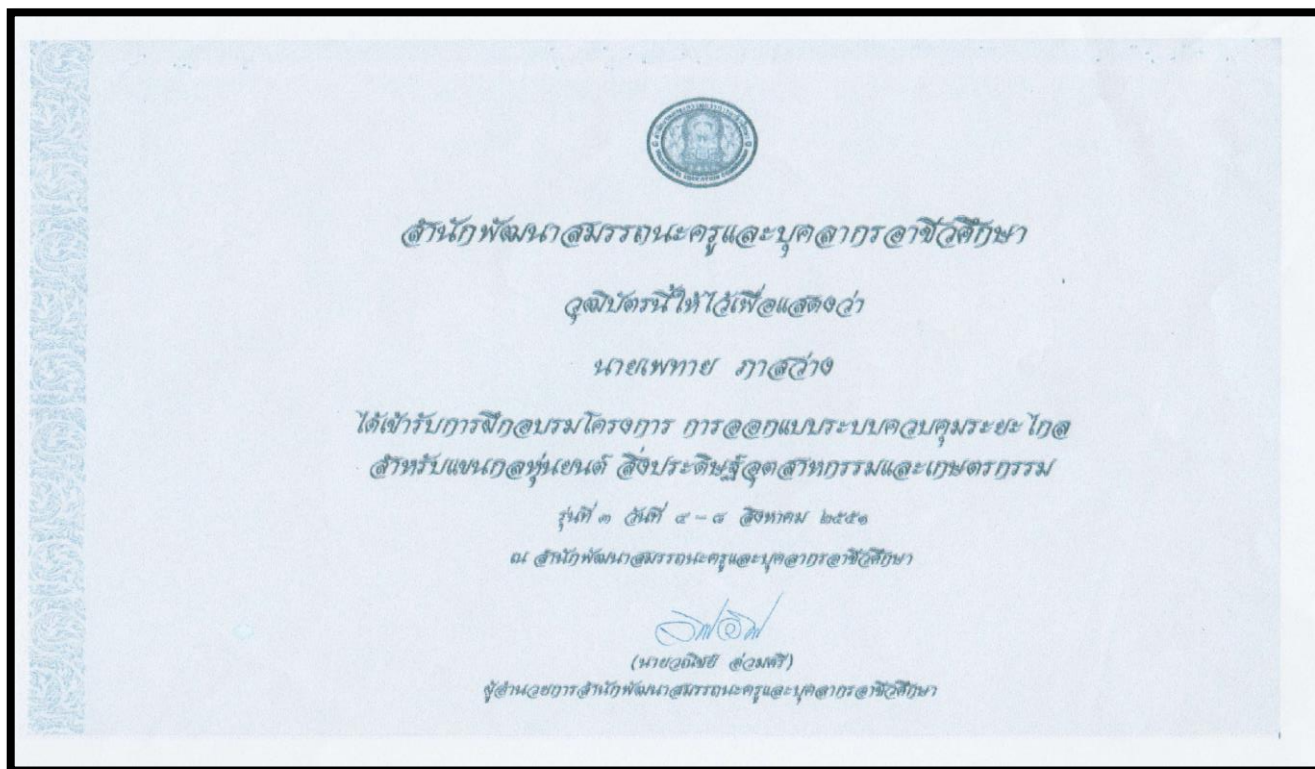 สำนักพัฒนาสมรรถนะครูและบุคลากรอาชีวศึกษา
วุฒิบัตรนี้ให้ไว้เพื่อแสดงว่า
นายเพทาย ภาสว่าง
ได้เข้ารับการฝึกอบรมโครงการ การออกแบบระบบควบคุมระยะไกล
สำหรับแขนกลหุ่นยนต์ สิ่งประดิษฐ์อุตสาหกรรมและเกษตรกรรม
รุ่นที่ ๓ วันที่ ๔ - ๘ สิงหาคม ๒๕๕๑
ณ สำนักพัฒนาสมรรถนะครูและบุคลากรอาชีวศึกษา
(นายวณิชย์ อ่วมศรี)
ผู้อำนวยการสำนักพัฒนาสมรรถนะครูและบุคลากรอาชีวศึกษา